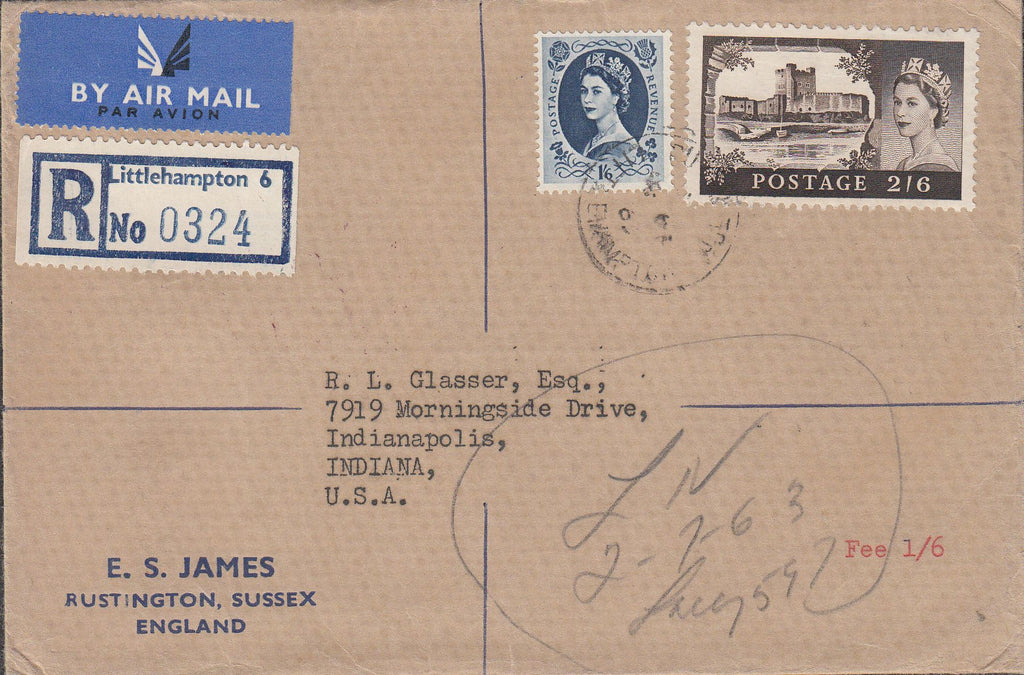 BY AIR MAIL
PAR AVION
R
Littlehampton 6
No 0324
POSTAGE
REVENUE
1/6
POSTAGE 2/6
R. L. Glasser, Esq.,
7919 Morningside Drive,
Indianapolis,
INDIANA,
U.S.A.
Fee 1/6
E. S. JAMES
RUSTINGTON, SUSSEX
ENGLAND